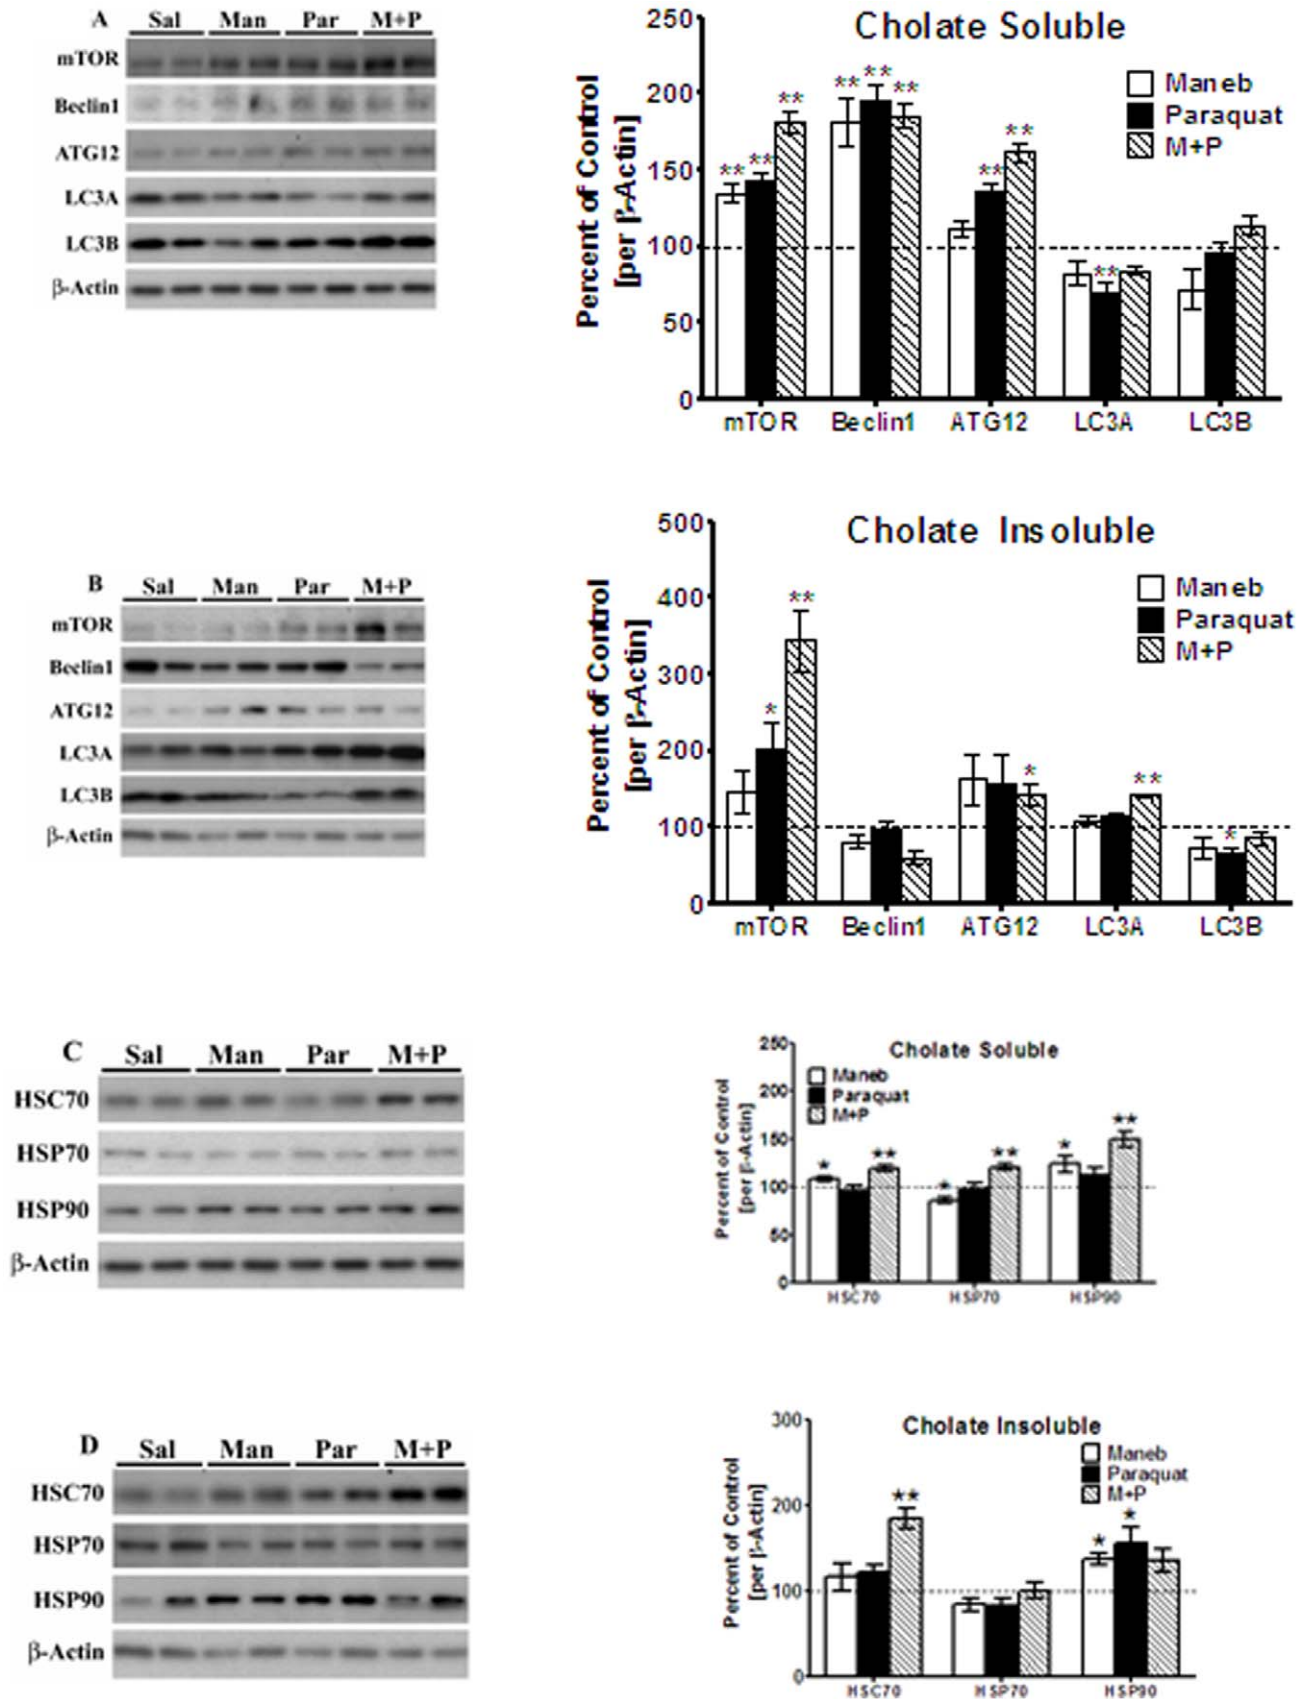 A Sal Man Par M+P
mTOR
Beclin1
ATG12
LC3A
LC3B
β-Actin
Cholate Soluble
Percent of Control
[per β-Actin]
250
200
150
100
50
0
Maneb
Paraquat
M+P
** ** **
** ** **
** **
**
mTOR Beclin1 ATG12 LC3A LC3B
B Sal Man Par M+P
mTOR
Beclin1
ATG12
LC3A
LC3B
β-Actin
Cholate Insoluble
Percent of Control
[per β-Actin]
500
400
300
200
100
0
Maneb
Paraquat
M+P
* **
*
**
*
mTOR Beclin1 ATG12 LC3A LC3B
C Sal Man Par M+P
HSC70
HSP70
HSP90
β-Actin
Cholate Soluble
Percent of Control
[per β-Actin]
250
200
150
100
50
0
Maneb
Paraquat
M+P
* **
* **
* **
HSC70 HSP70 HSP90
D Sal Man Par M+P
HSC70
HSP70
HSP90
β-Actin
Cholate Insoluble
Percent of Control
[per β-Actin]
300
200
100
0
Maneb
Paraquat
M+P
**
* *
HSC70 HSP70 HSP90